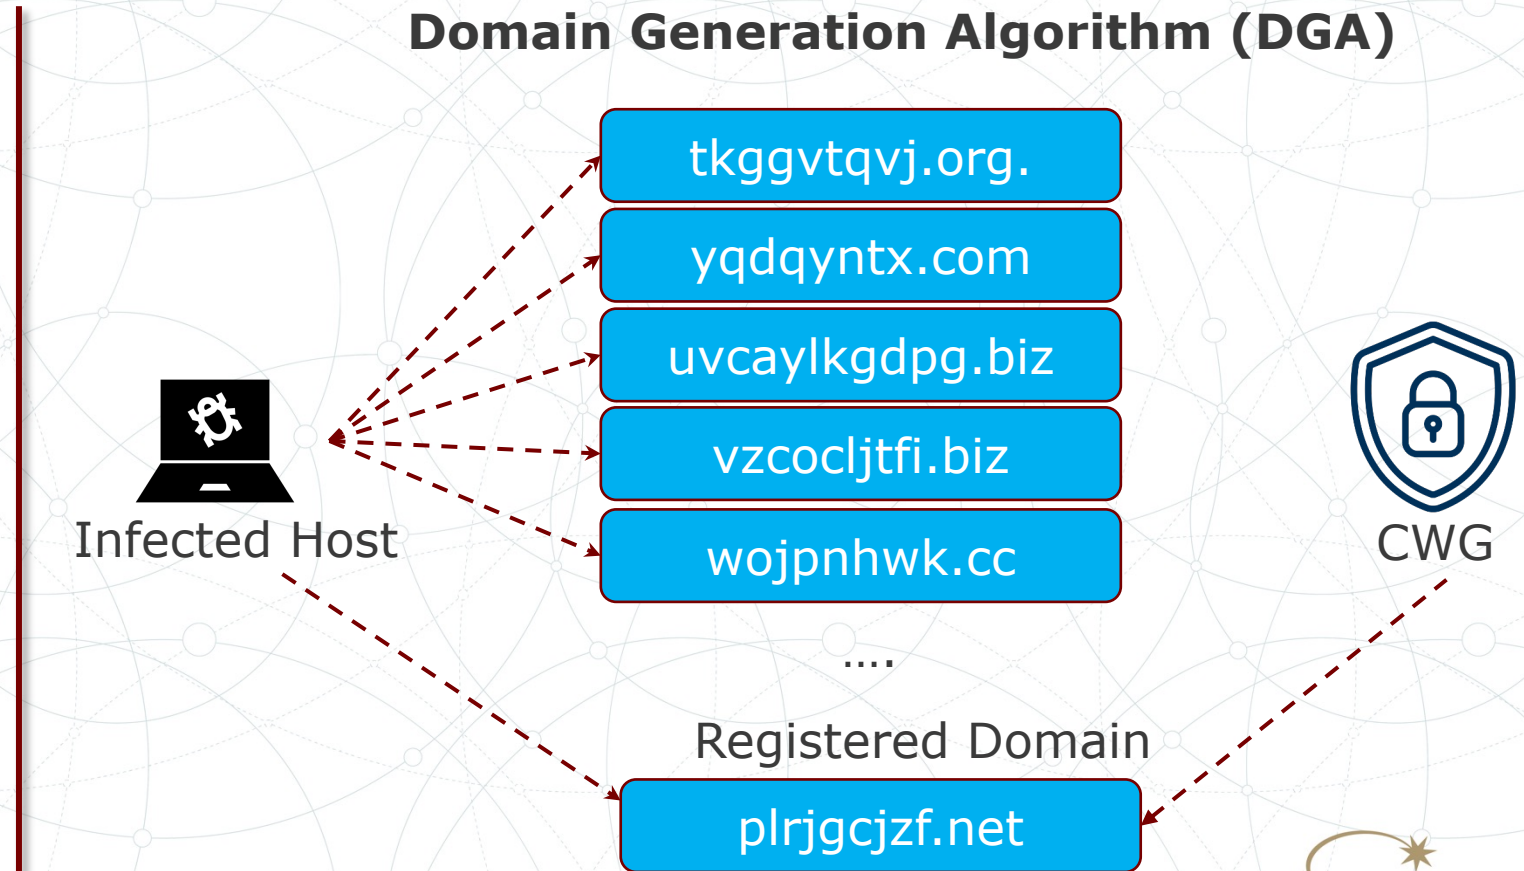 Domain Generation Algorithm (DGA)
tkggvtqvj.org.
yqdqyntx.com
uvcaylkgdpg.biz
vzcocljtfi.biz
wojpnhwk.cc
Infected Host
CWG
....
Registered Domain
plrjgcjzf.net